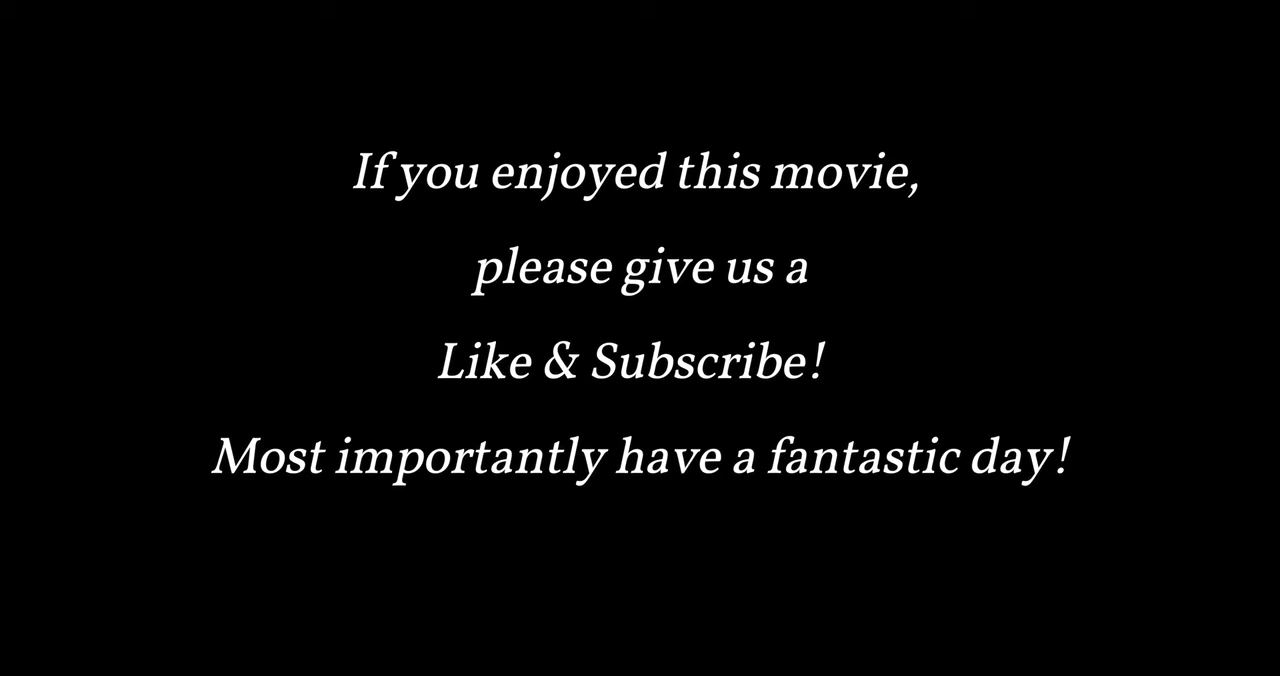 If you enjoyed this movie,
please give us a
Like & Subscribe!
Most importantly have a fantastic day!